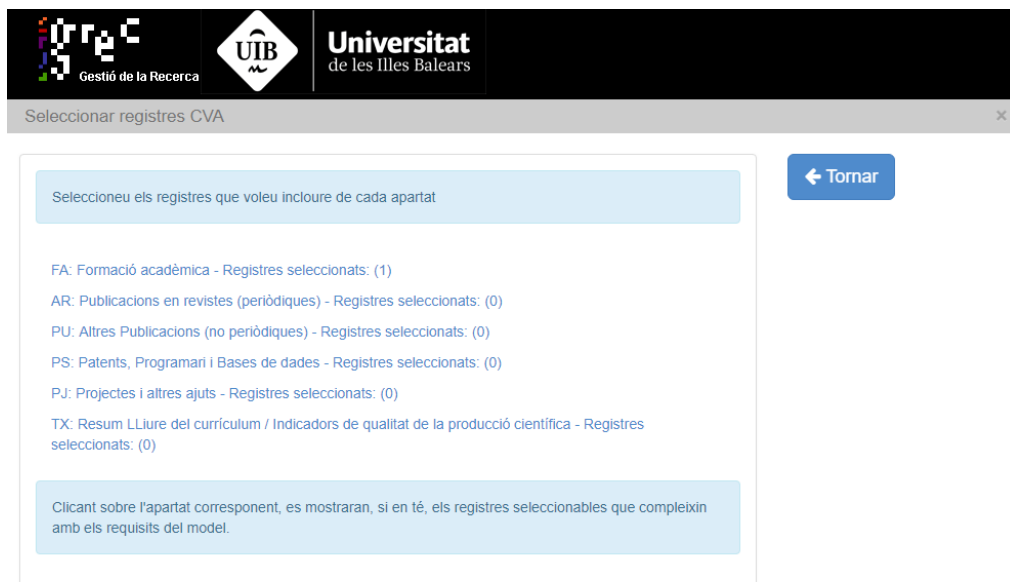 grec
Gestió de la Recerca
UIB
Universitat
de les Illes Balears
Seleccionar registres CVA
×
Seleccioneu els registres que voleu incloure de cada apartat
Tornar
FA: Formació acadèmica - Registres seleccionats: (1)
AR: Publicacions en revistes (periòdiques) - Registres seleccionats: (0)
PU: Altres Publicacions (no periòdiques) - Registres seleccionats: (0)
PS: Patents, Programari i Bases de dades - Registres seleccionats: (0)
PJ: Projectes i altres ajuts - Registres seleccionats: (0)
TX: Resum LLiure del currículum / Indicadors de qualitat de la producció científica - Registres
seleccionats: (0)
Clicant sobre l'apartat corresponent, es mostraran, si en té, els registres seleccionables que compleixin
amb els requisits del model.